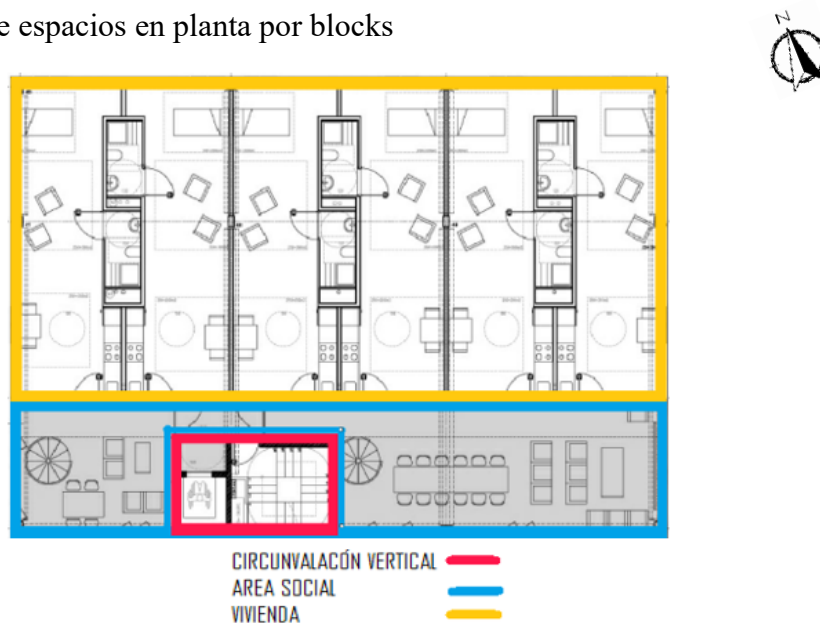 e espacios en planta por blocks
N
CIRCUNVALACÓN VERTICAL
AREA SOCIAL
VIVIENDA